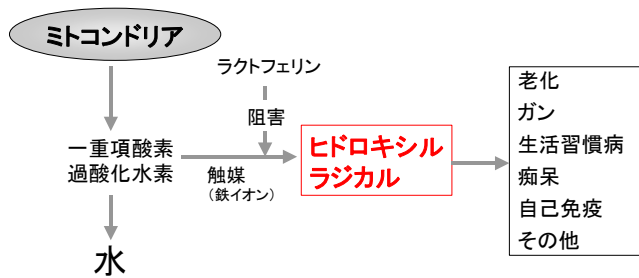 ミトコンドリア
ラクトフェリン
阻害
一重項酸素
過酸化水素
触媒
（鉄イオン）
ヒドロキシル
ラジカル
水
老化
ガン
生活習慣病
痴呆
自己免疫
その他